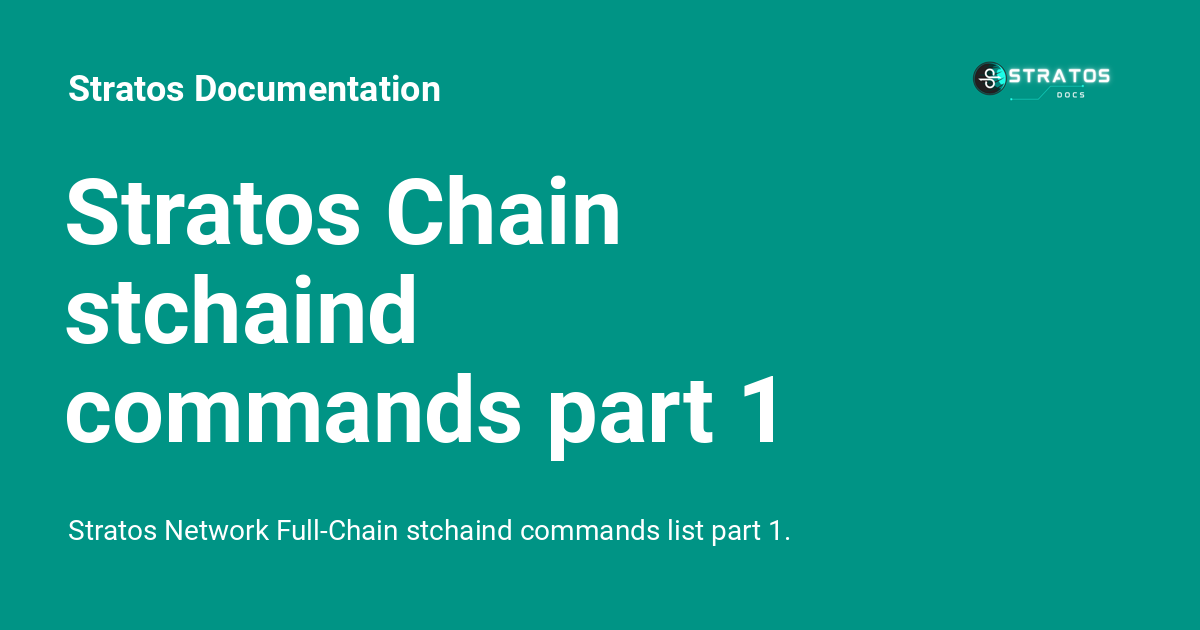 Stratos Documentation
STRATOS
DOCS
Stratos Chain
stchaind
commands part 1
Stratos Network Full-Chain stchaind commands list part 1.